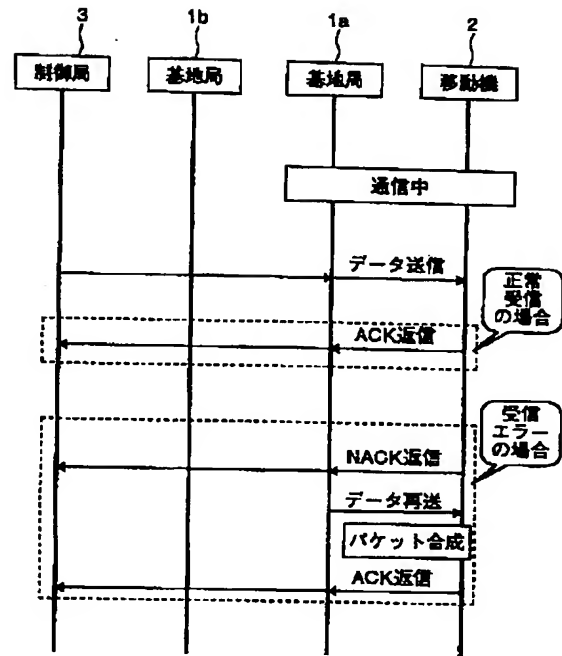 3
1b
1a
2
制御局
基地局
基地局
移動機
通信中
データ送信
正常
受信
の場合
ACK返信
受信
エラー
の場合
NACK返信
データ再送
パケット合成
ACK返信